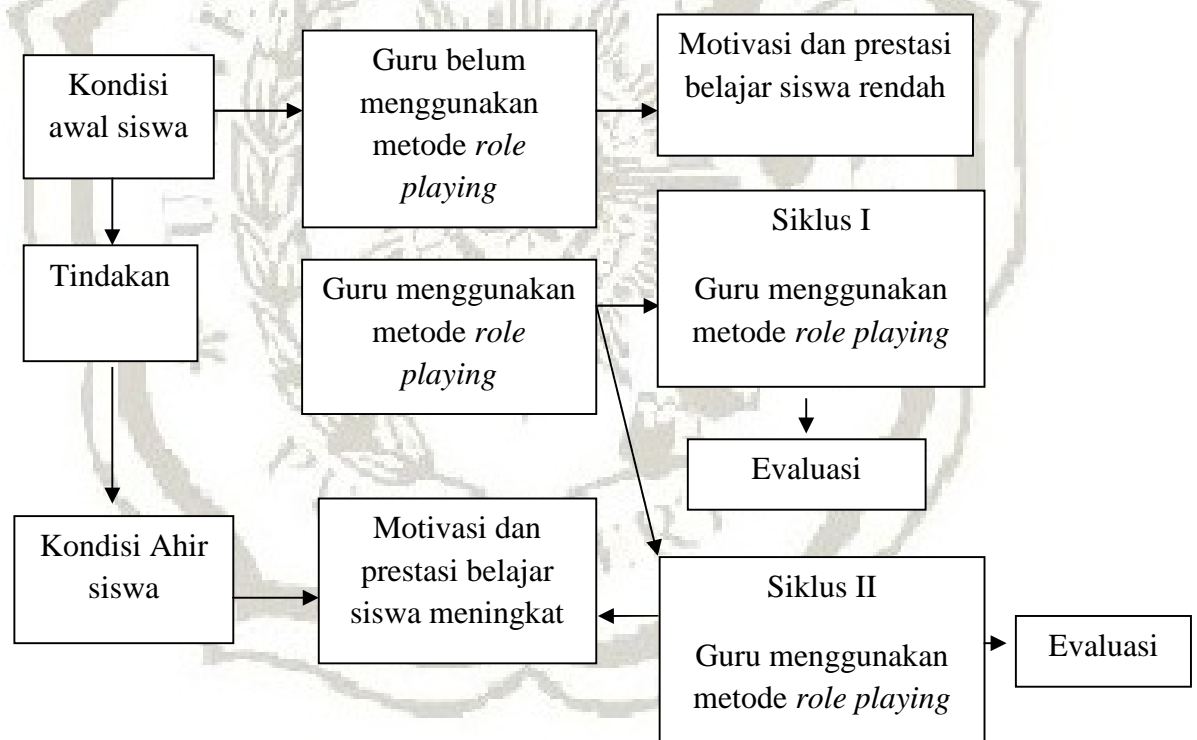 Kondisi
awal siswa
Guru belum
menggunakan
metode role
playing
Motivasi dan prestasi
belajar siswa rendah
Tindakan
Guru menggunakan
metode role
playing
Siklus I
Guru menggunakan
metode role playing
Evaluasi
Kondisi Ahir
siswa
Motivasi dan
prestasi belajar
siswa meningkat
Siklus II
Guru menggunakan
metode role playing
Evaluasi